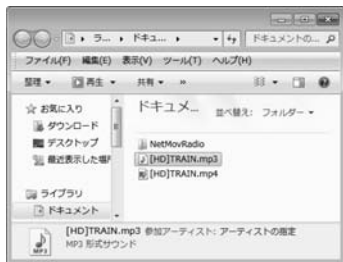 ラ... ドキュ... ドキュメントの...
ファイル(F) 編集(E) 表示(V) ツール(T) ヘルプ(H)
整理 再生 共有 »
お気に入り
ダウンロード
デスクトップ
最近表示した場所
ライブラリ
ドキュメント
ドキュメ... 並べ替え: フォルダー
NetMovRadio
[HD]TRAIN.mp3
[HD]TRAIN.mp4
[HD]TRAIN.mp3 参加アーティスト: アーティストの指定
MP3 形式サウンド
MP3